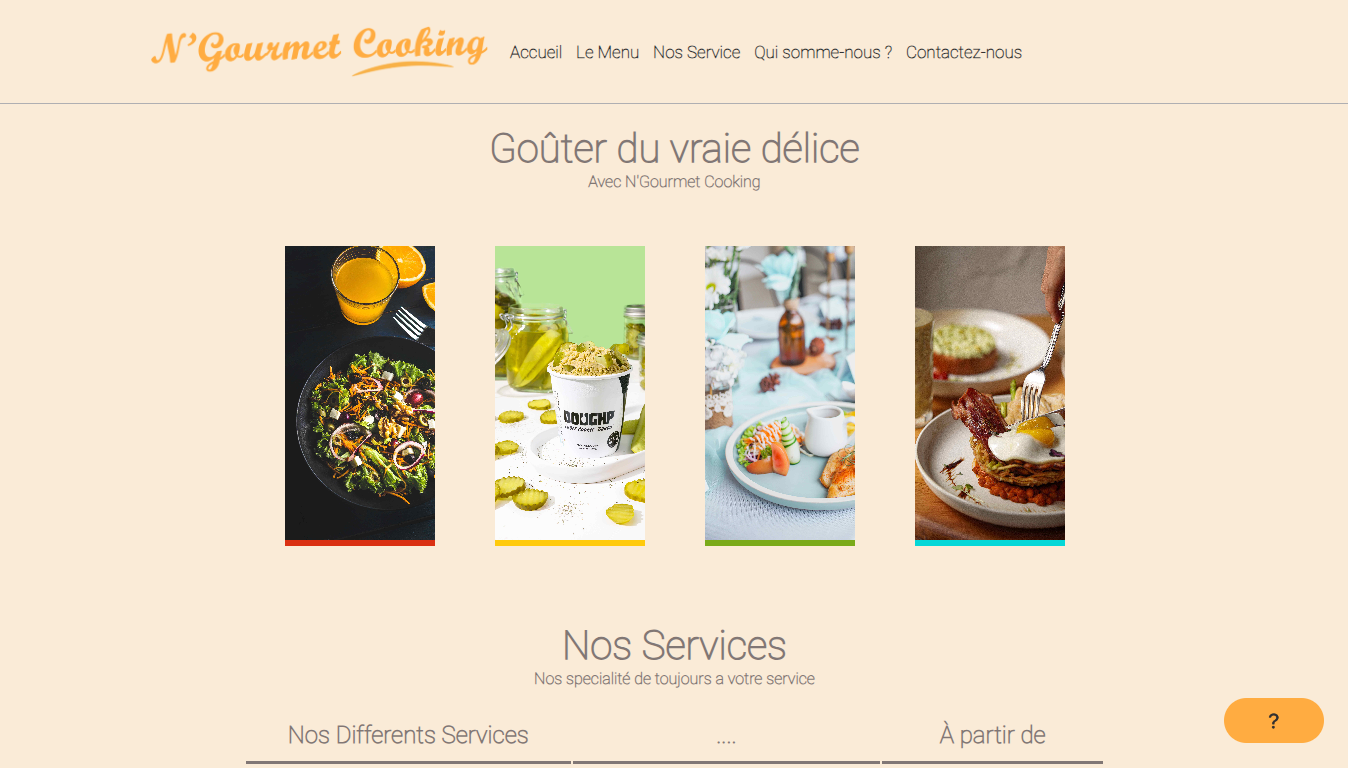 N'Gourmet Cooking
Accueil Le Menu Nos Service Qui somme-nous ? Contactez-nous
Goûter du vraie délice
Avec N'Gourmet Cooking
DOUGHP
Nos Services
Nos specialité de toujours a votre service
Nos Differents Services .... À partir de
?